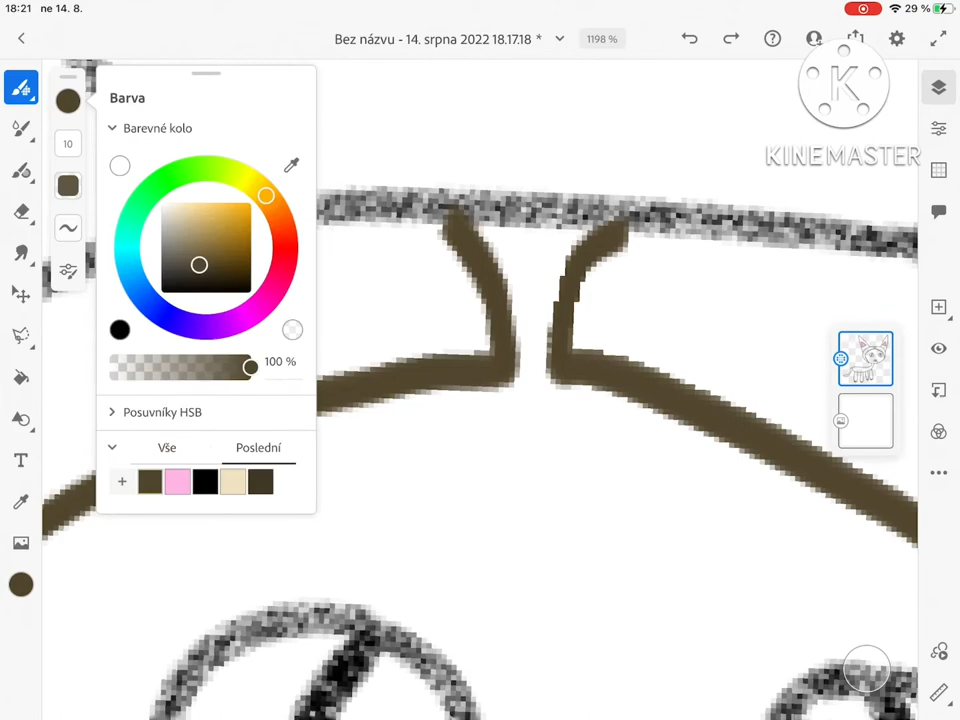 18:21 ne 14. 8.
29 %
Bez názvu - 14. srpna 2022 18.17.18 *
1198 %
K
KINEMASTER
Barva
Barevné kolo
10
100 %
Posuvníky HSB
Vše
Poslední
T